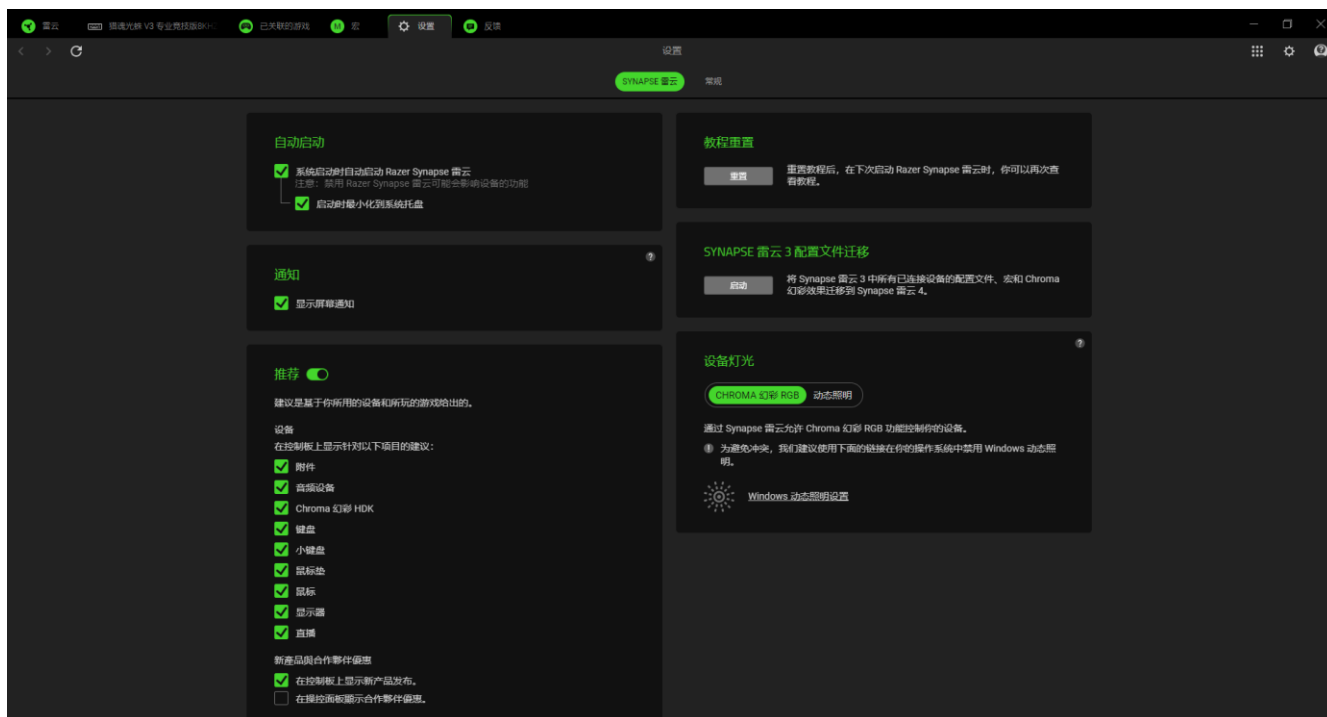 雷云
猎魂光蛛 V3 专业竞技版8KHz
已关联的游戏
宏
设置
反馈
设置
SYNAPSE 雷云
常规
自动启动
系统启动时自动启动 Razer Synapse 雷云
注意：禁用 Razer Synapse 雷云可能会影响设备的功能
启动时最小化到系统托盘
通知
显示屏幕通知
推荐
建议是基于你所用的设备和所玩的游戏给出的。
设备
在控制板上显示针对以下项目的建议：
附件
音频设备
Chroma 幻彩 HDK
键盘
小键盘
鼠标垫
鼠标
显示器
直播
新產品與合作夥伴優惠
在控制板上显示新产品发布。
在操控面板顯示合作夥伴優惠。
教程重置
重置
重置教程后，在下次启动 Razer Synapse 雷云时，你可以再次查
看教程。
SYNAPSE 雷云 3 配置文件迁移
启动
将 Synapse 雷云 3 中所有已连接设备的配置文件、宏和 Chroma
幻彩效果迁移到 Synapse 雷云 4。
设备灯光
CHROMA 幻彩 RGB
动态照明
通过 Synapse 雷云允许 Chroma 幻彩 RGB 功能控制你的设备。
为避免冲突，我们建议使用下面的链接在你的操作系统中禁用 Windows 动态照
明。
Windows 动态照明设置